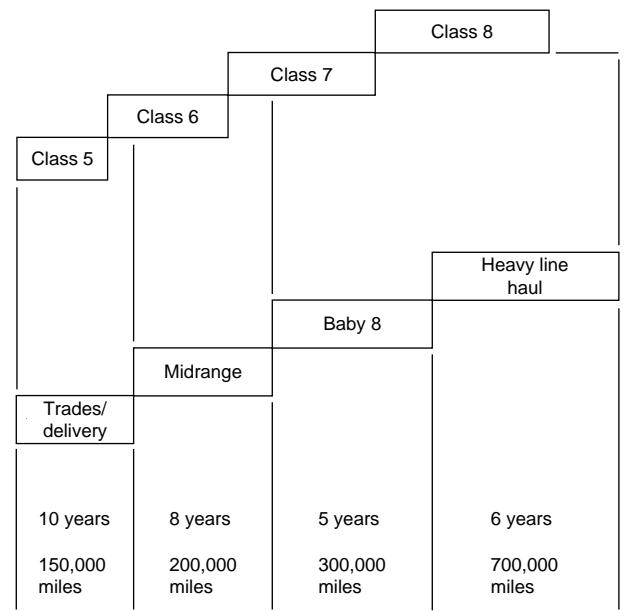 Class 8
Class 7
Class 6
Class 5
Heavy line
haul
Baby 8
Midrange
Trades/
delivery
10 years
8 years
5 years
6 years
150,000
miles
200,000
miles
300,000
miles
700,000
miles